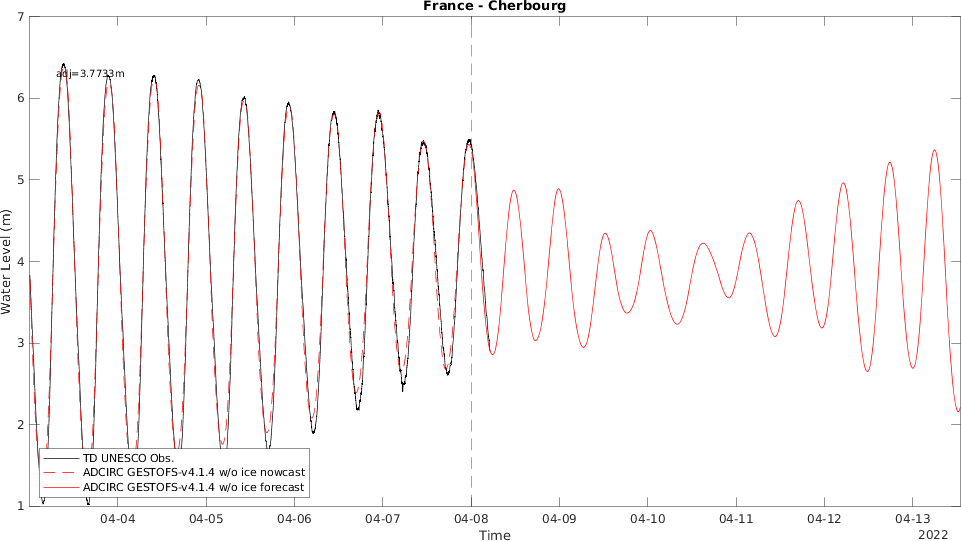 France - Cherbourg
7
adj=3.7733m
6
5
4
3
2
1
Water Level (m)
TD UNESCO Obs.
ADCIRC GESTOFS-v4.1.4 w/o ice nowcast
ADCIRC GESTOFS-v4.1.4 w/o ice forecast
04-04 04-05 04-06 04-07 04-08 04-09 04-10 04-11 04-12 04-13
Time
2022